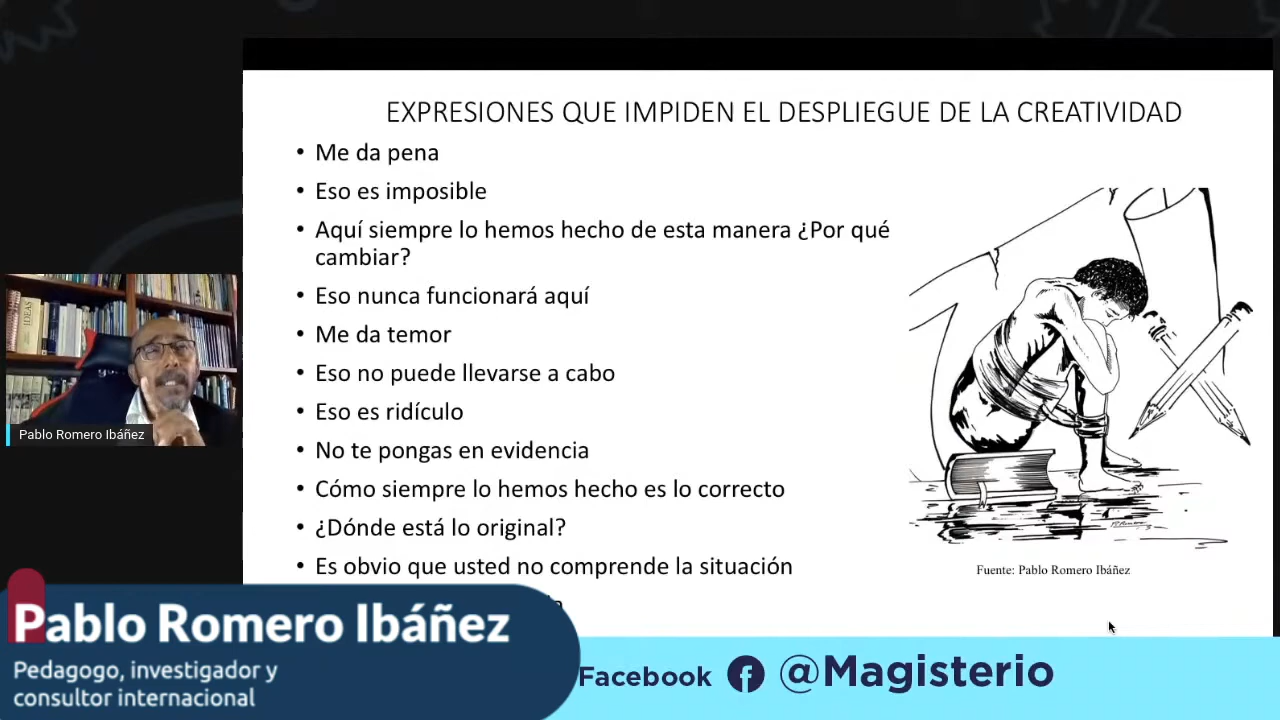 EXPRESIONES QUE IMPIDEN EL DESPLIEGUE DE LA CREATIVIDAD
• Me da pena
• Eso es imposible
• Aquí siempre lo hemos hecho de esta manera ¿Por qué
cambiar?
• Eso nunca funcionará aquí
• Me da temor
• Eso no puede llevarse a cabo
• Eso es ridículo
• No te pongas en evidencia
• Cómo siempre lo hemos hecho es lo correcto
• ¿Dónde está lo original?
• Es obvio que usted no comprende la situación
Fuente: Pablo Romero Ibáñez
IDEAS
Pablo Romero Ibáñez
Pablo Romero Ibáñez
Pedagogo, investigador y
consultor internacional
Facebook @Magisterio